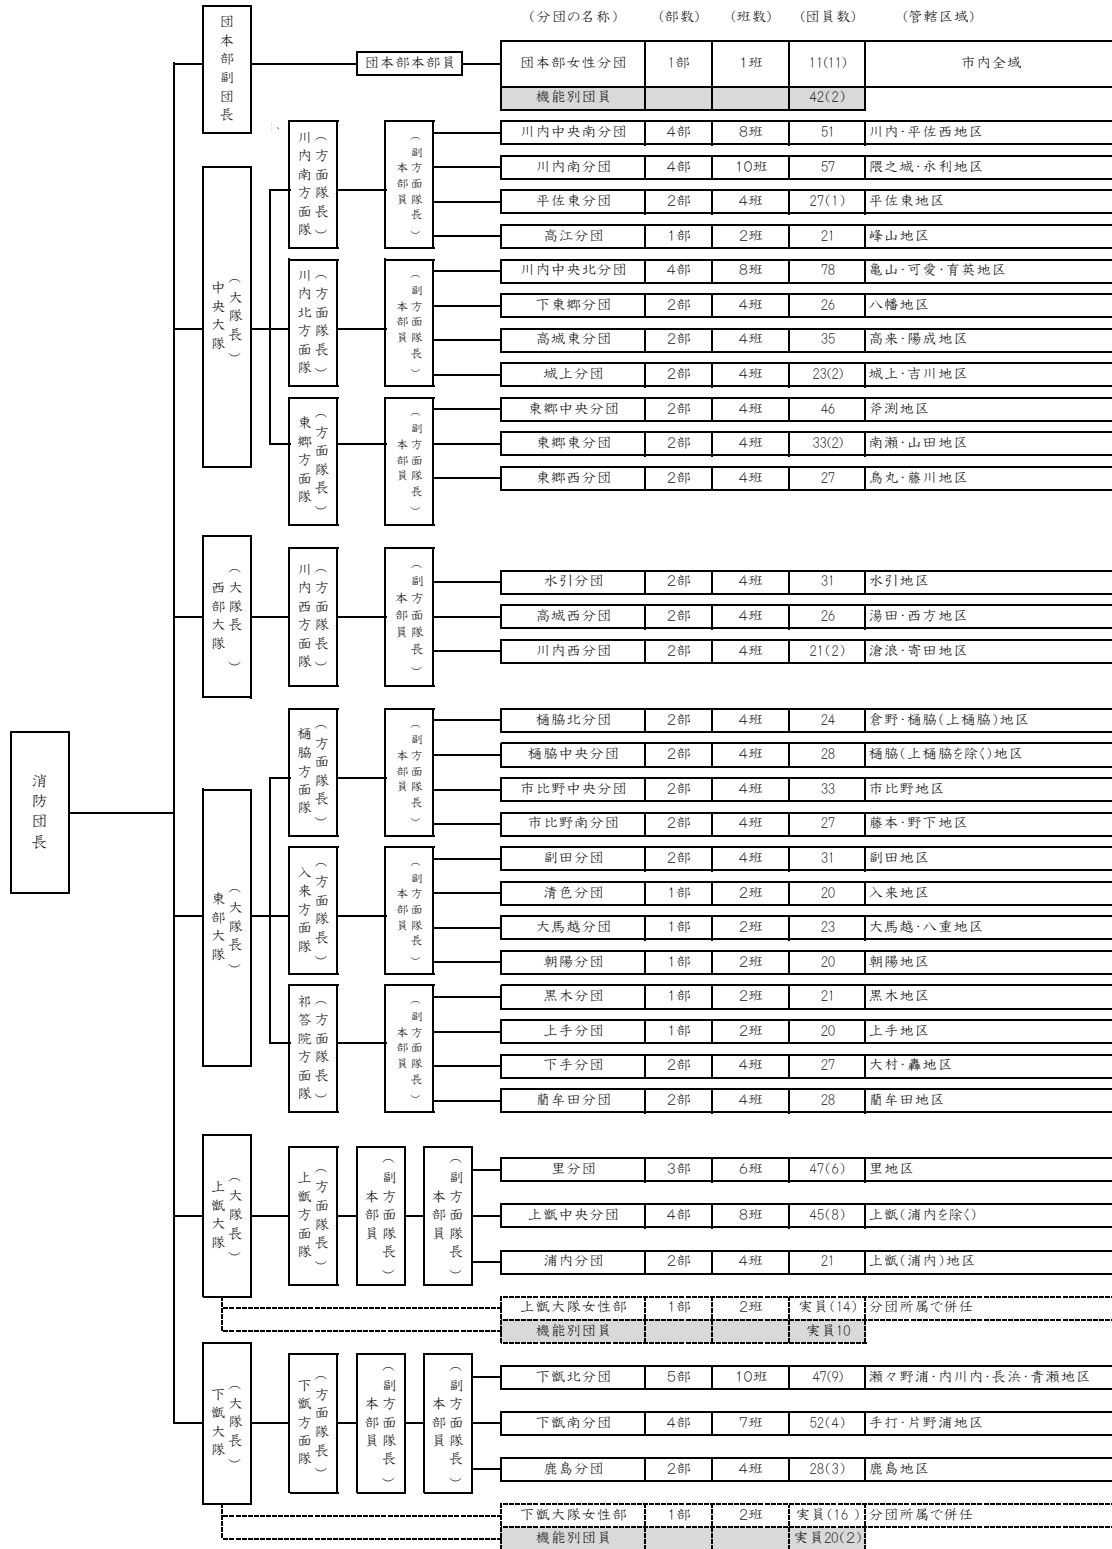 (分団の名称) (部数) (班数) (団員数) (管轄区域)
消防団長
団本部副団長
団本部本部員
団本部女性分団 1部 1班 11(11) 市内全域
機能別団員 42(2)
中央大隊(大隊長)
川内南方面隊(方面隊長)
本部員(副方面隊長)
川内中央南分団 4部 8班 51 川内・平佐西地区
川内南分団 4部 10班 57 隈之城・永利地区
平佐東分団 2部 4班 27(1) 平佐東地区
高江分団 1部 2班 21 峰山地区
川内北方面隊(方面隊長)
本部員(副方面隊長)
川内中央北分団 4部 8班 78 亀山・可愛・育英地区
下東郷分団 2部 4班 26 八幡地区
高城東分団 2部 4班 35 高来・陽成地区
城上分団 2部 4班 23(2) 城上・吉川地区
東郷方面隊(方面隊長)
本部員(副方面隊長)
東郷中央分団 2部 4班 46 斧渕地区
東郷東分団 2部 4班 33(2) 南瀬・山田地区
東郷西分団 2部 4班 27 鳥丸・藤川地区
西部大隊(大隊長)
川内西方面隊(方面隊長)
本部員(副方面隊長)
水引分団 2部 4班 31 水引地区
高城西分団 2部 4班 26 湯田・西方地区
川内西分団 2部 4班 21(2) 滄浪・寄田地区
東部大隊(大隊長)
樋脇方面隊(方面隊長)
本部員(副方面隊長)
樋脇北分団 2部 4班 24 倉野・樋脇(上樋脇)地区
樋脇中央分団 2部 4班 28 樋脇(上樋脇を除く)地区
市比野中央分団 2部 4班 33 市比野地区
市比野南分団 2部 4班 27 藤本・野下地区
入来方面隊(方面隊長)
本部員(副方面隊長)
副田分団 2部 4班 31 副田地区
清色分団 1部 2班 20 入来地区
大馬越分団 1部 2班 23 大馬越・八重地区
朝陽分団 1部 2班 20 朝陽地区
祁答院方面隊(方面隊長)
本部員(副方面隊長)
黒木分団 1部 2班 21 黒木地区
上手分団 1部 2班 20 上手地区
下手分団 2部 4班 27 大村・轟地区
藺牟田分団 2部 4班 28 藺牟田地区
上甑大隊(大隊長)
上甑方面隊(方面隊長)
本部員(副方面隊長)
本部員(副方面隊長)
里分団 3部 6班 47(6) 里地区
上甑中央分団 4部 8班 45(8) 上甑(浦内を除く)
浦内分団 2部 4班 21 上甑(浦内)地区
上甑大隊女性部 1部 2班 実員(14) 分団所属で併任
機能別団員 実員10
下甑大隊(大隊長)
下甑方面隊(方面隊長)
本部員(副方面隊長)
本部員(副方面隊長)
下甑北分団 5部 10班 47(9) 瀬々野浦・内川内・長浜・青瀬地区
下甑南分団 4部 7班 52(4) 手打・片野浦地区
鹿島分団 2部 4班 28(3) 鹿島地区
下甑大隊女性部 1部 2班 実員(16 ) 分団所属で併任
機能別団員 実員20(2)